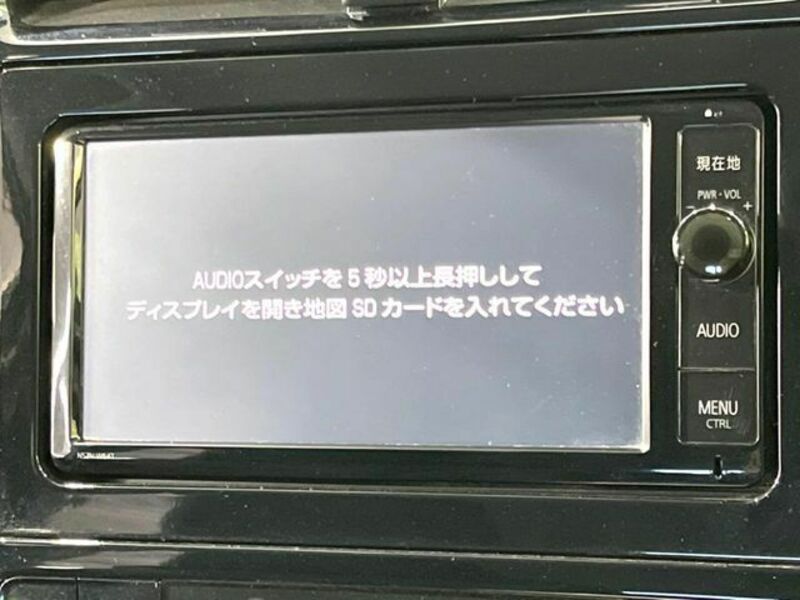 AUDIOスイッチを5秒以上長押しして
ディスプレイを開き地図SDカードを入れてください
現在地
PWR・VOL
- +
AUDIO
MENU
CTRL